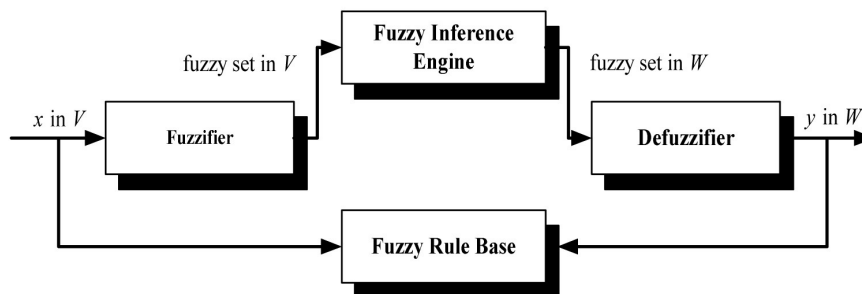 Fuzzy Inference
Engine
fuzzy set in V
fuzzy set in W
x in V
Fuzzifier
Defuzzifier
y in W
Fuzzy Rule Base